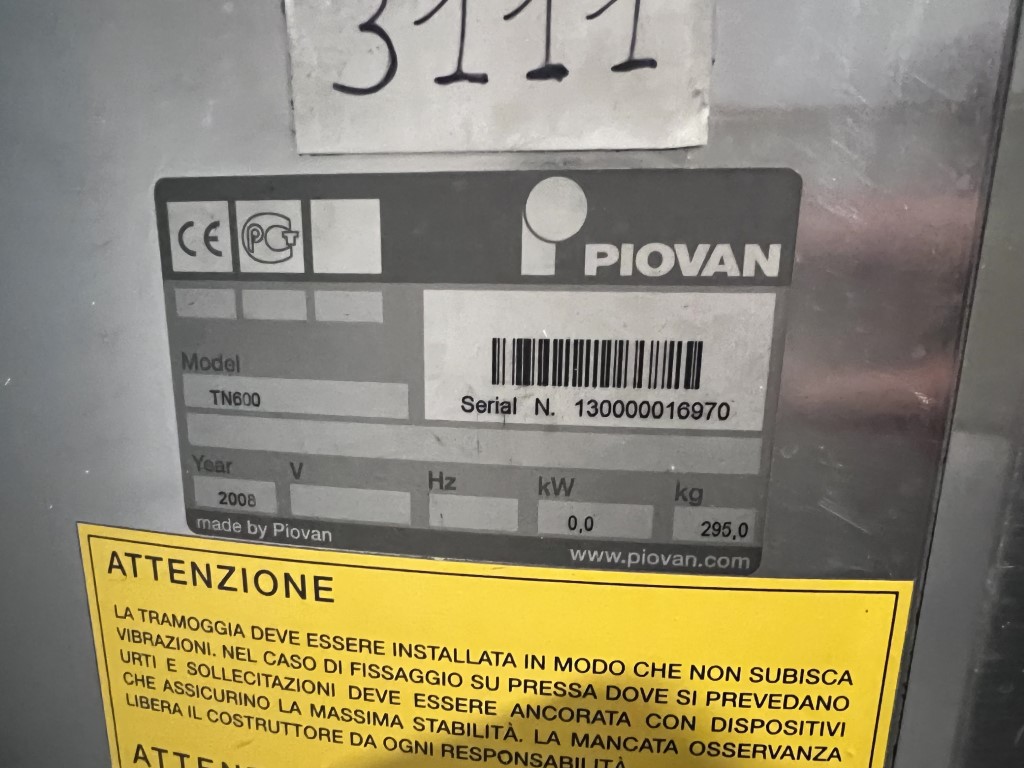 3111
CE PCT
PIOVAN
Model
TN600
Serial N. 130000016970
Year V Hz kW kg
2008 0,0 295,0
made by Piovan
www.piovan.com
ATTENZIONE
LA TRAMOGGIA DEVE ESSERE INSTALLATA IN MODO CHE NON SUBISCA
VIBRAZIONI. NEL CASO DI FISSAGGIO SU PRESSA DOVE SI PREVEDANO
URTI E SOLLECITAZIONI DEVE ESSERE ANCORATA CON DISPOSITIVI
CHE ASSICURINO LA MASSIMA STABILITÀ. LA MANCATA OSSERVANZA
LIBERA IL COSTRUTTORE DA OGNI RESPONSABILITÀ